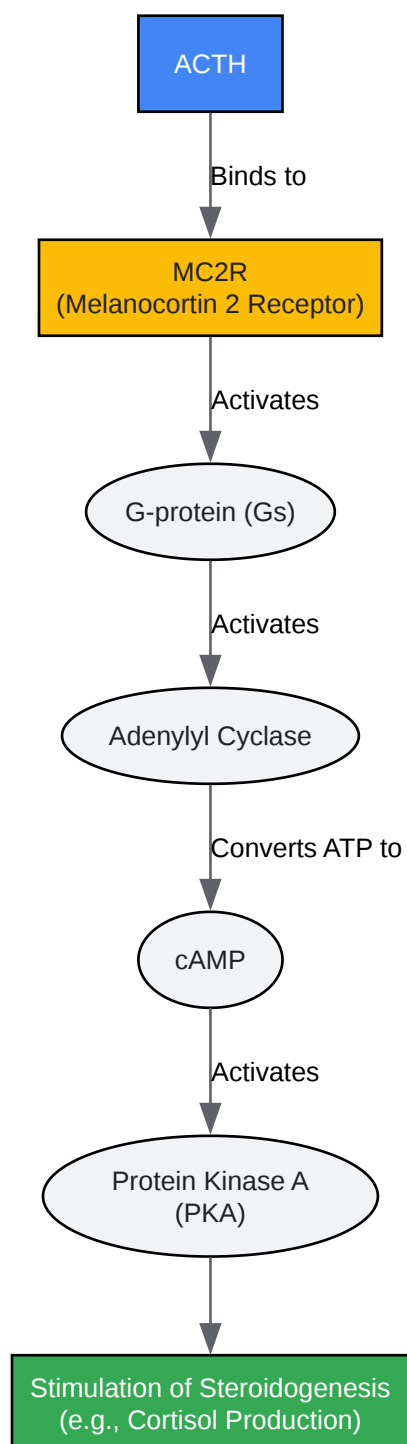 ACTH
Binds to
MC2R
(Melanocortin 2 Receptor)
Activates
G-protein (Gs)
Activates
Adenylyl Cyclase
Converts ATP to
cAMP
Activates
Protein Kinase A
(PKA)
Stimulation of Steroidogenesis
(e.g., Cortisol Production)